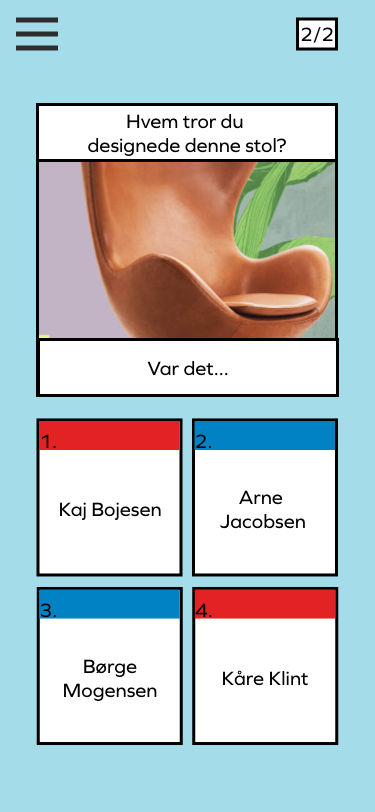 2/2
Hvem tror du
designede denne stol?
Var det...
1.
Kaj Bojesen
2.
Arne
Jacobsen
3.
Børge
Mogensen
4.
Kåre Klint